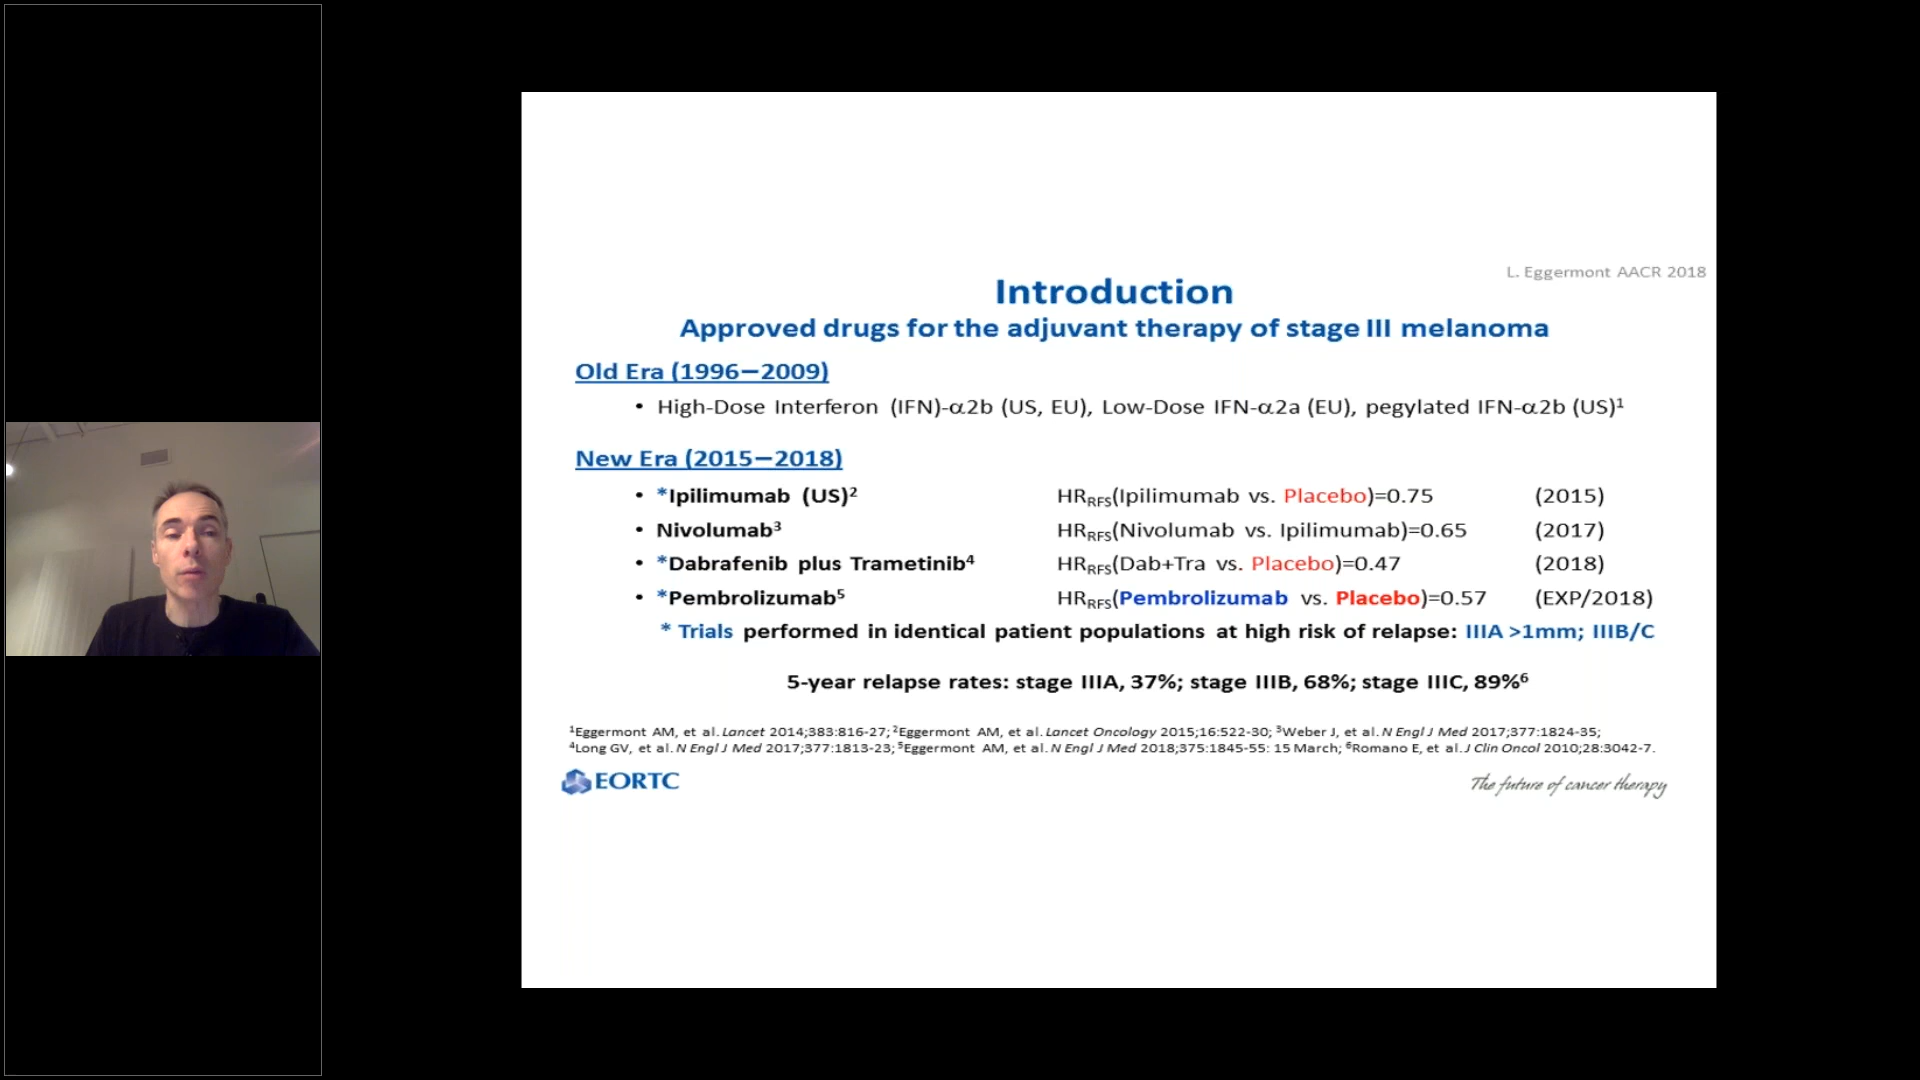 L. Eggermont AACR 2018
Introduction
Approved drugs for the adjuvant therapy of stage III melanoma
Old Era (1996−2009)
• High-Dose Interferon (IFN)-α2b (US, EU), Low-Dose IFN-α2a (EU), pegylated IFN-α2b (US)¹
New Era (2015−2018)
• *Ipilimumab (US)² HRRFS(Ipilimumab vs. Placebo)=0.75 (2015)
• Nivolumab³ HRRFS(Nivolumab vs. Ipilimumab)=0.65 (2017)
• *Dabrafenib plus Trametinib⁴ HRRFS(Dab+Tra vs. Placebo)=0.47 (2018)
• *Pembrolizumab⁵ HRRFS(Pembrolizumab vs. Placebo)=0.57 (EXP/2018)
* Trials performed in identical patient populations at high risk of relapse: IIIA >1mm; IIIB/C
5-year relapse rates: stage IIIA, 37%; stage IIIB, 68%; stage IIIC, 89%⁶
¹Eggermont AM, et al. Lancet 2014;383:816-27; ²Eggermont AM, et al. Lancet Oncology 2015;16:522-30; ³Weber J, et al. N Engl J Med 2017;377:1824-35;
⁴Long GV, et al. N Engl J Med 2017;377:1813-23; ⁵Eggermont AM, et al. N Engl J Med 2018;375:1845-55: 15 March; ⁶Romano E, et al. J Clin Oncol 2010;28:3042-7.
EORTC
The future of cancer therapy